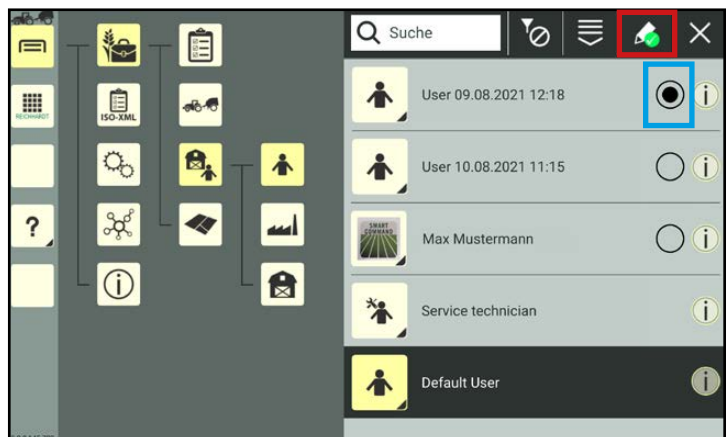 Suche
User 09.08.2021 12:18
REICHHARDT
ISO-XML
User 10.08.2021 11:15
?
SMART
COMMAND
Max Mustermann
Service technician
Default User